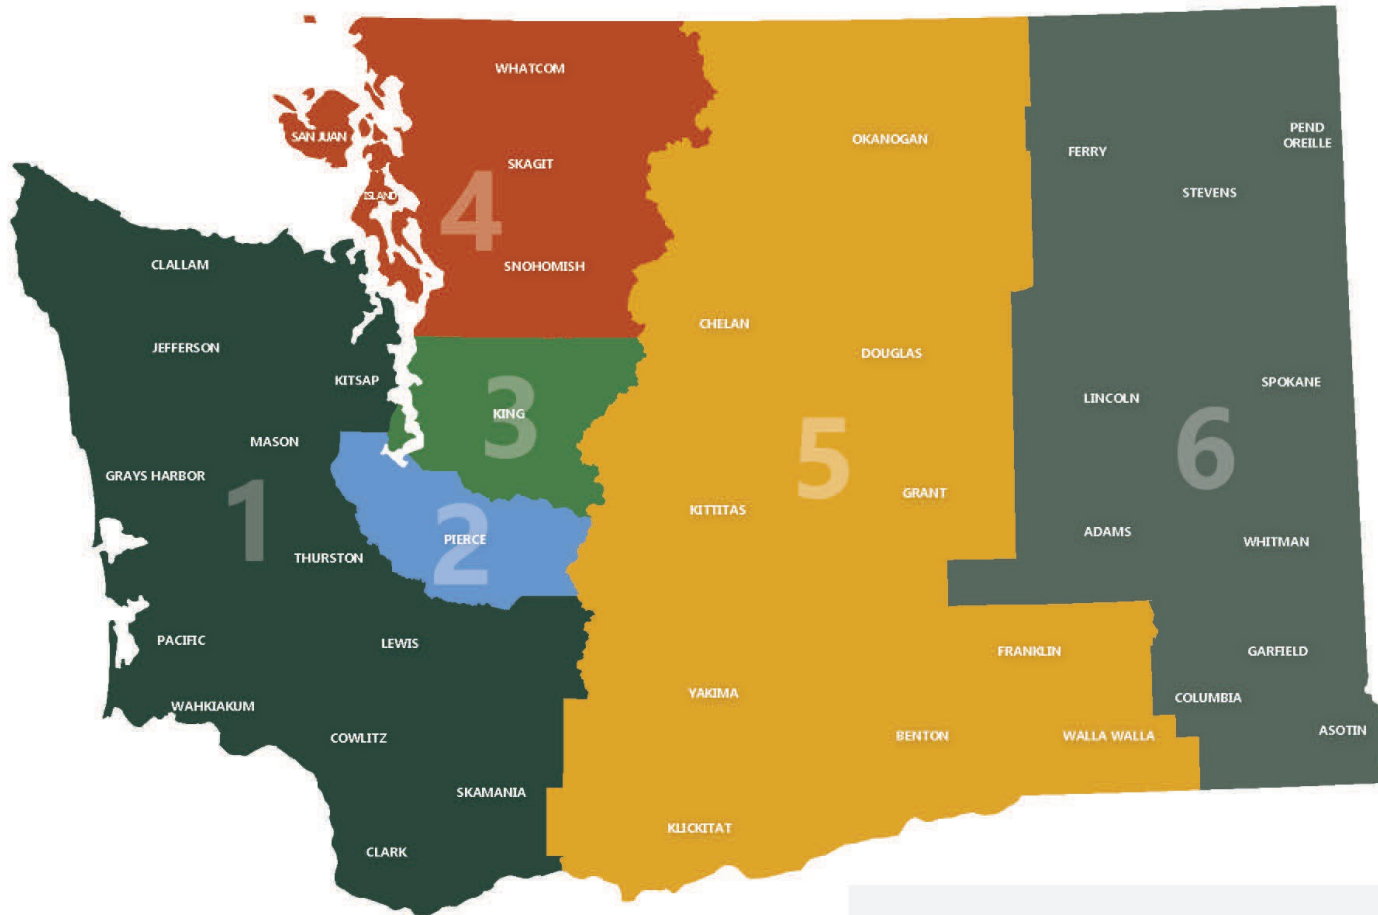 WHATCOM
SAN JUAN
SKAGIT
ISLAND
4
SNOHOMISH
CLALLAM
JEFFERSON
KITSAP
MASON
GRAYS HARBOR
1
THURSTON
PACIFIC
LEWIS
WAHKIAKUM
COWLITZ
SKAMANIA
CLARK
KING
3
PIERCE
2
OKANOGAN
CHELAN
DOUGLAS
5
KITTITAS
GRANT
YAKIMA
FRANKLIN
BENTON
WALLA WALLA
KLICKITAT
FERRY
PEND
OREILLE
STEVENS
LINCOLN
SPOKANE
6
ADAMS
WHITMAN
GARFIELD
COLUMBIA
ASOTIN